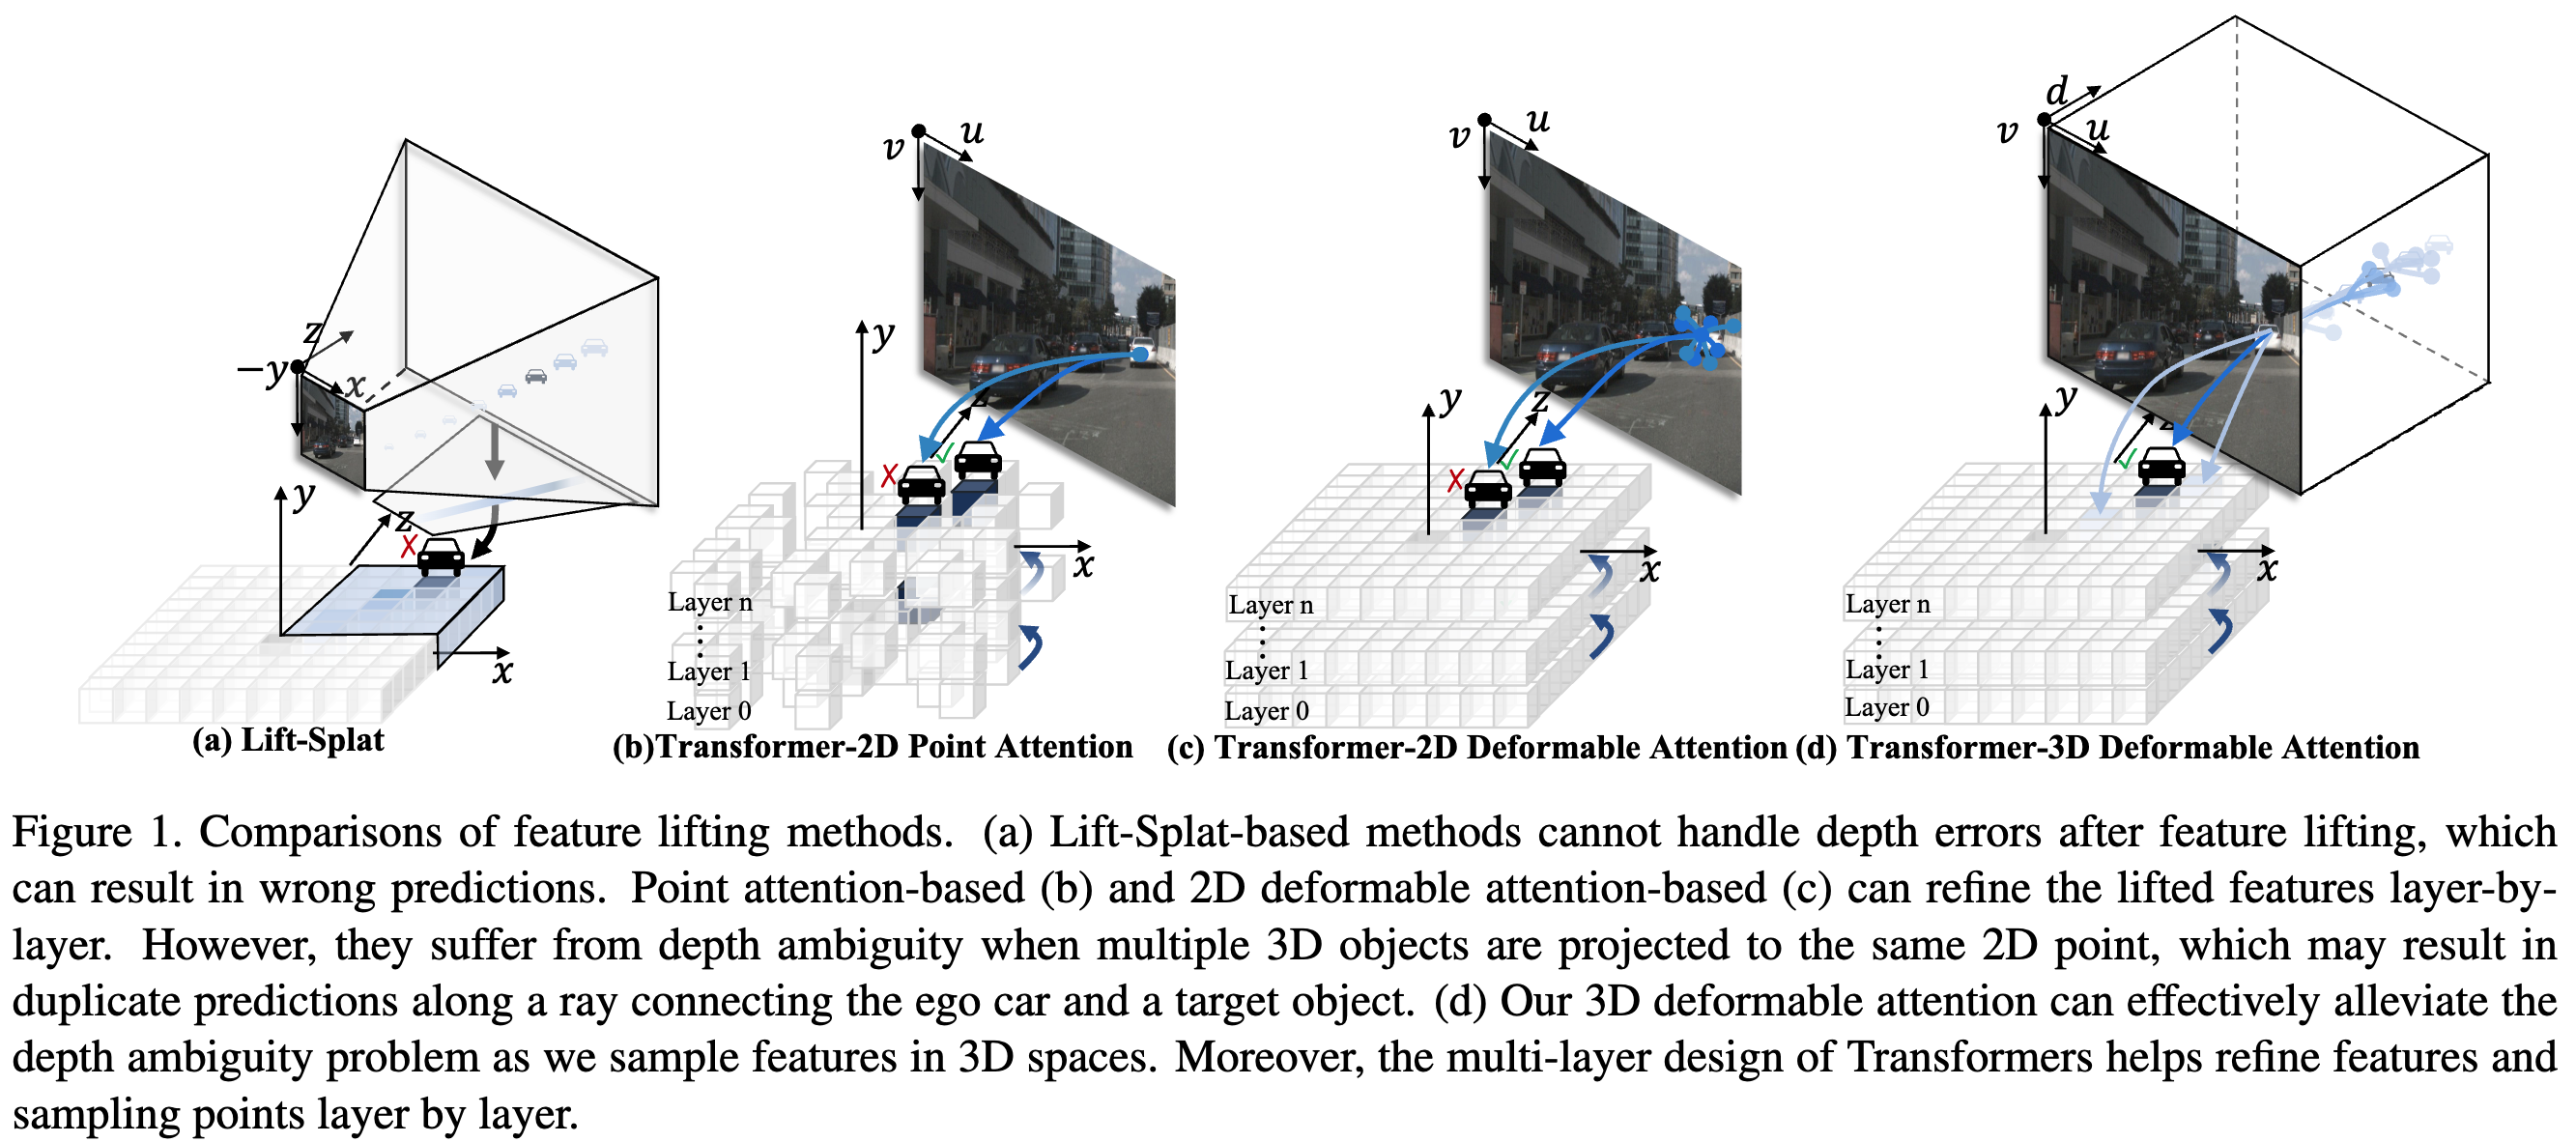 d
v
u
v
u
v
u
z
−y
x
y
z
y
z
y
z
y
z
✗
✗
✓
✗
✓
✓
x
x
x
x
Layer n
Layer 1
Layer 0
Layer n
Layer 1
Layer 0
Layer n
Layer 1
Layer 0
(a) Lift-Splat
(b)Transformer-2D Point Attention
(c) Transformer-2D Deformable Attention
(d) Transformer-3D Deformable Attention
Figure 1. Comparisons of feature lifting methods. (a) Lift-Splat-based methods cannot handle depth errors after feature lifting, which
can result in wrong predictions. Point attention-based (b) and 2D deformable attention-based (c) can refine the lifted features layer-by-
layer. However, they suffer from depth ambiguity when multiple 3D objects are projected to the same 2D point, which may result in
duplicate predictions along a ray connecting the ego car and a target object. (d) Our 3D deformable attention can effectively alleviate the
depth ambiguity problem as we sample features in 3D spaces. Moreover, the multi-layer design of Transformers helps refine features and
sampling points layer by layer.